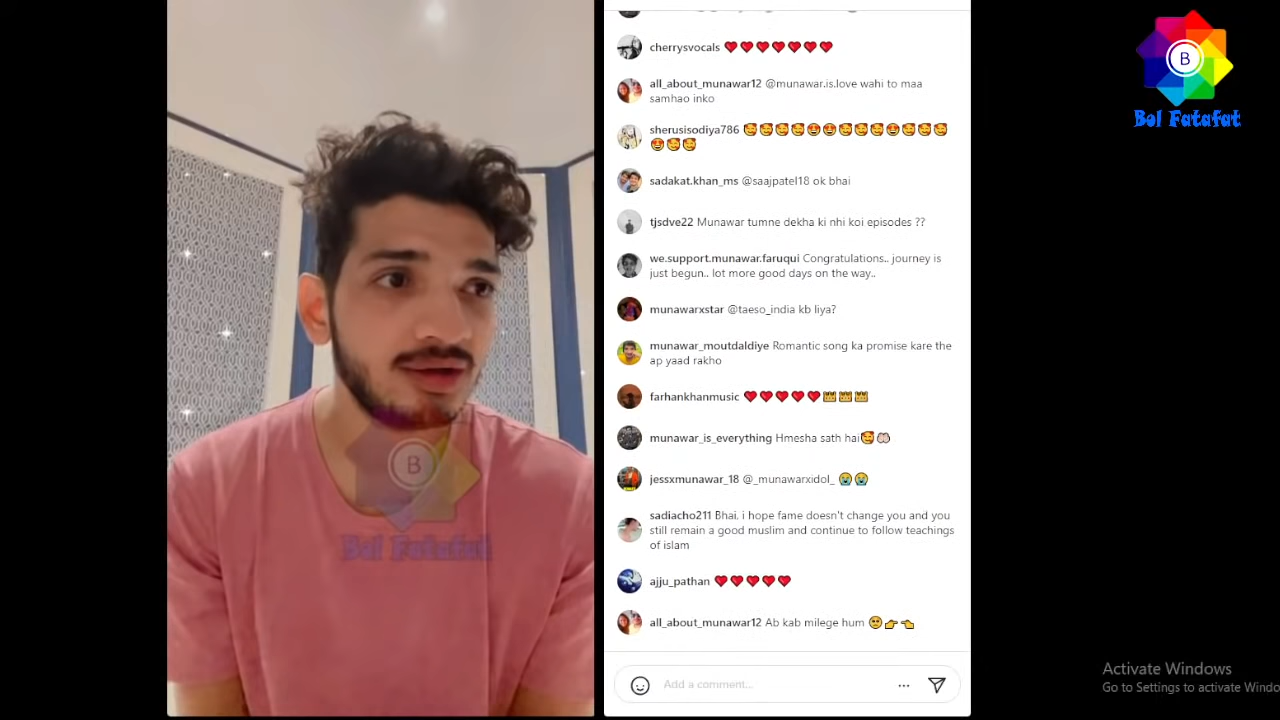 cherrysvocals ❤❤❤❤❤❤❤
all_about_munawar12 @munawar.is.love wahi to maa
samhao inko
sherusisodiya786 🥰🥰🥰🥰😍😍🥰🥰🥰😍🥰🥰🥰
😍🥰🥰
sadakat.khan_ms @saajpatel18 ok bhai
tjsdve22 Munawar tumne dekha ki nhi koi episodes ??
we.support.munawar.faruqui Congratulations.. journey is
just begun.. lot more good days on the way..
munawarxstar @taeso_india kb liya?
munawar_moutdaldiye Romantic song ka promise kare the
ap yaad rakho
farhankhanmusic ❤❤❤❤❤👑👑👑
munawar_is_everything Hmesha sath hai🥰🤲
jessxmunawar_18 @_munawarxidol_ 😭😭
sadiacho211 Bhai, i hope fame doesn't change you and you
still remain a good muslim and continue to follow teachings
of islam
ajju_pathan ❤❤❤❤❤
all_about_munawar12 Ab kab milege hum 🥺👉👈
Add a comment...
B
Bol Fatafat
B
Bol Fatafat
Activate Windows
Go to Settings to activate Windo